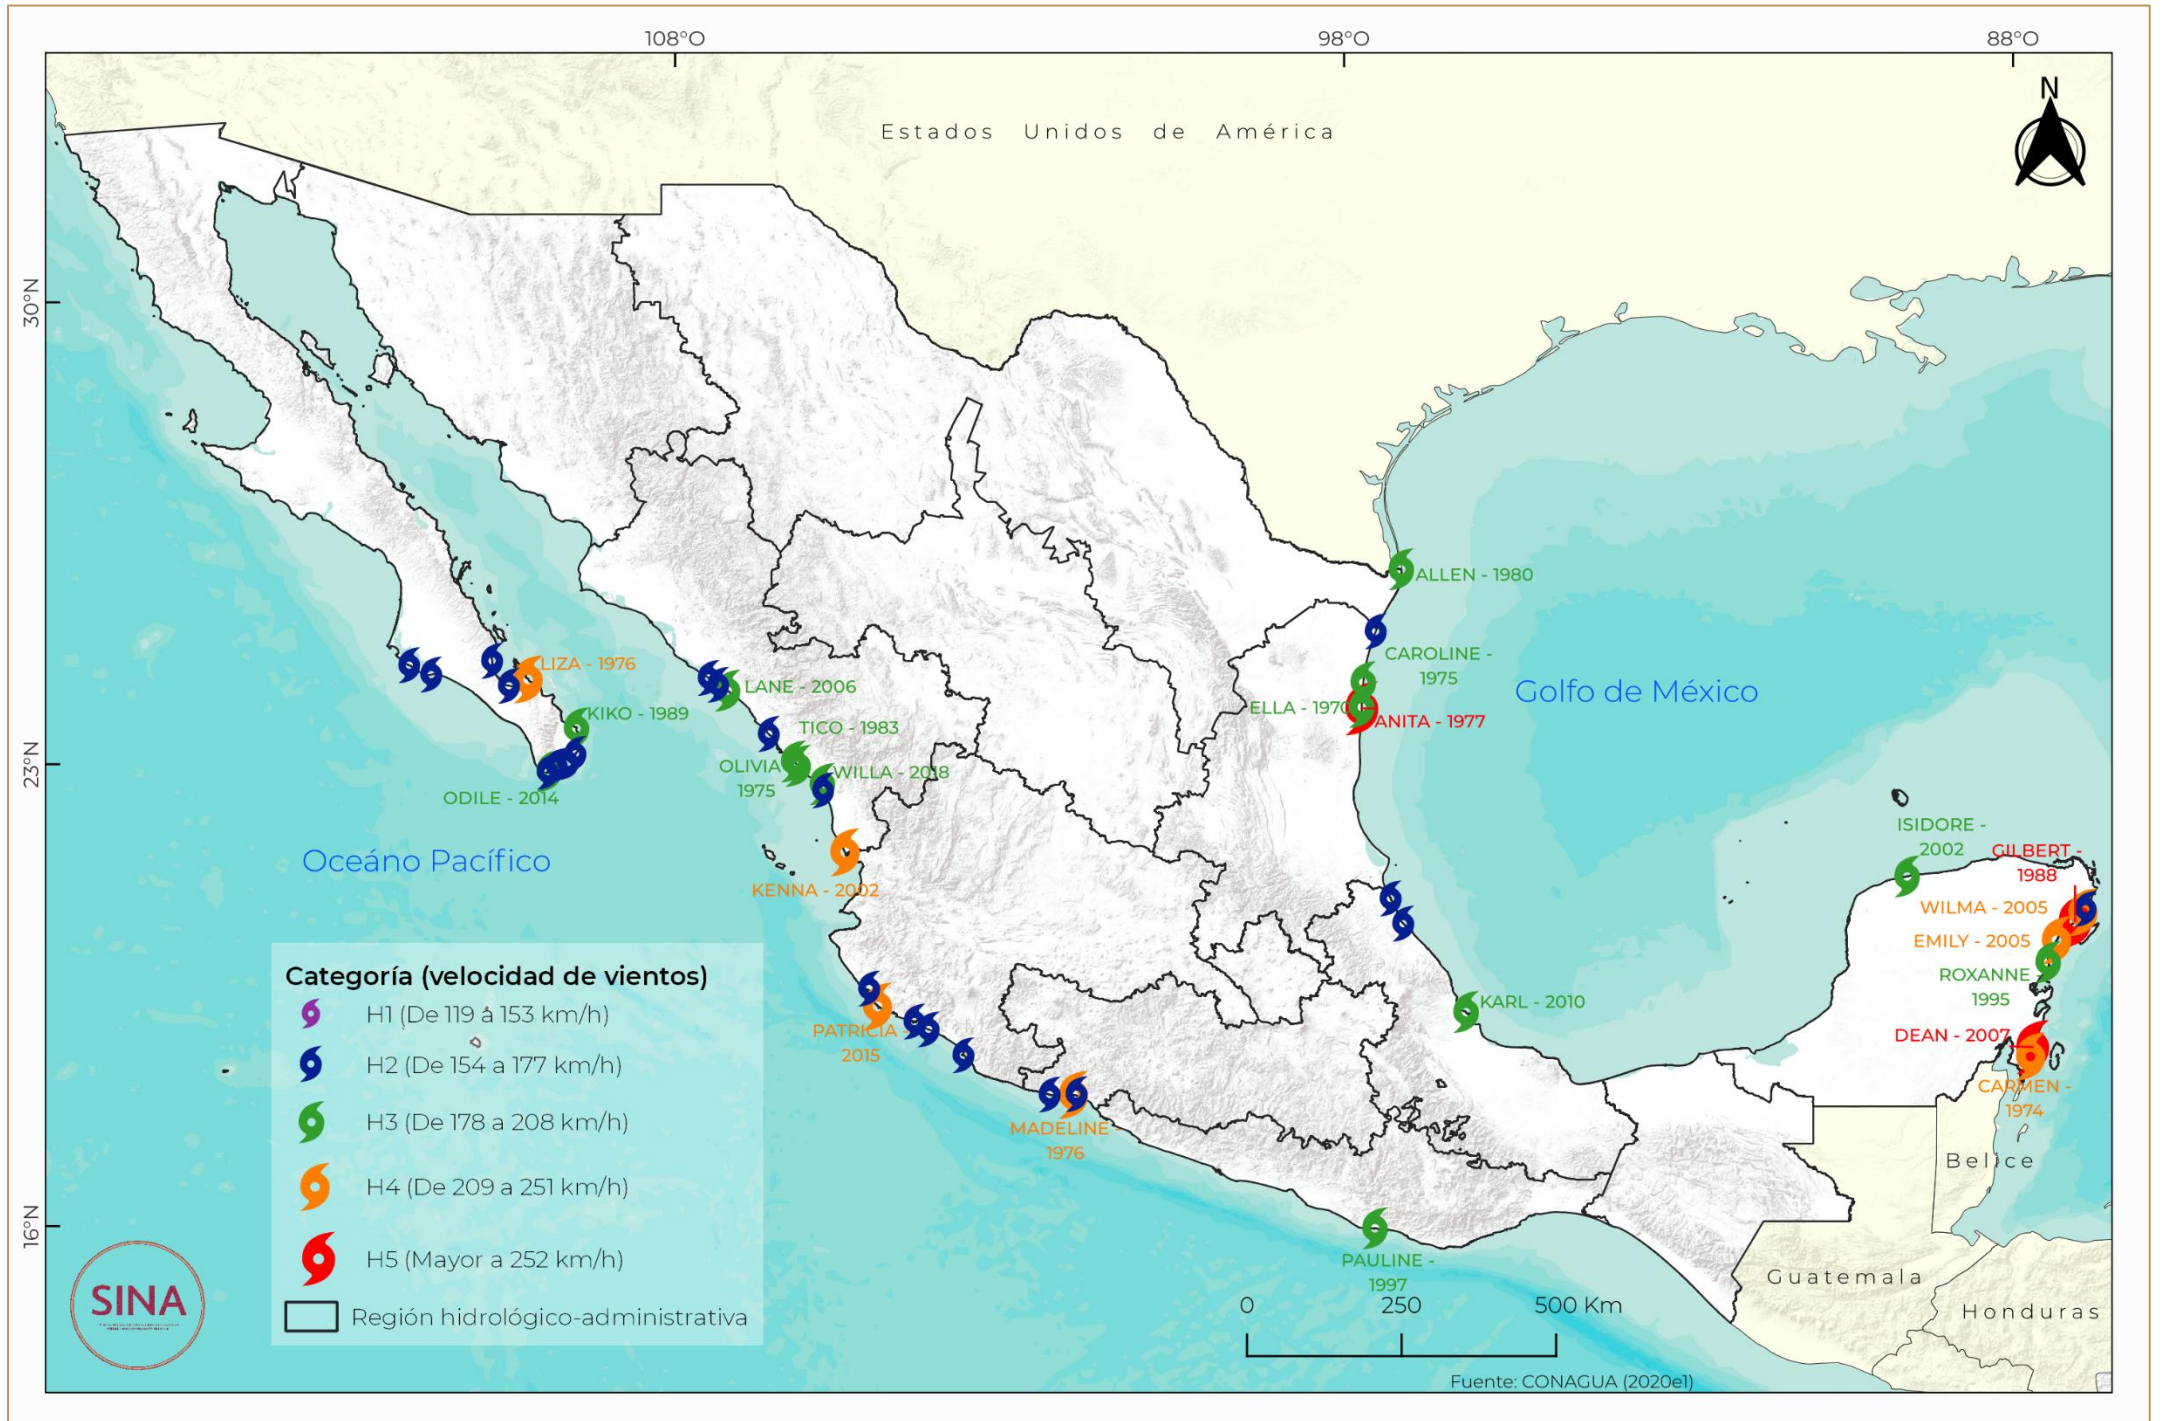 108°O
98°O
88°O
N
Estados Unidos de América
30°N
23°N
16°N
ALLEN - 1980
CAROLINE -
1975
ELLA - 1970
ANITA - 1977
Golfo de México
LIZA - 1976
KIKO - 1989
LANE - 2006
TICO - 1983
OLIVIA
1975
WILLA - 2018
ODILE - 2014
Oceáno Pacífico
KENNA - 2002
ISIDORE -
2002
GILBERT -
1988
WILMA - 2005
EMILY - 2005
ROXANNE -
1995
DEAN - 2007
CARMEN -
1974
KARL - 2010
PATRICIA -
2015
MADELINE -
1976
PAULINE -
1997
Belice
Guatemala
Honduras
Categoría (velocidad de vientos)
H1 (De 119 a 153 km/h)
H2 (De 154 a 177 km/h)
H3 (De 178 a 208 km/h)
H4 (De 209 a 251 km/h)
H5 (Mayor a 252 km/h)
Región hidrológico-administrativa
SINA
0 250 500 Km
Fuente: CONAGUA (2020e1)